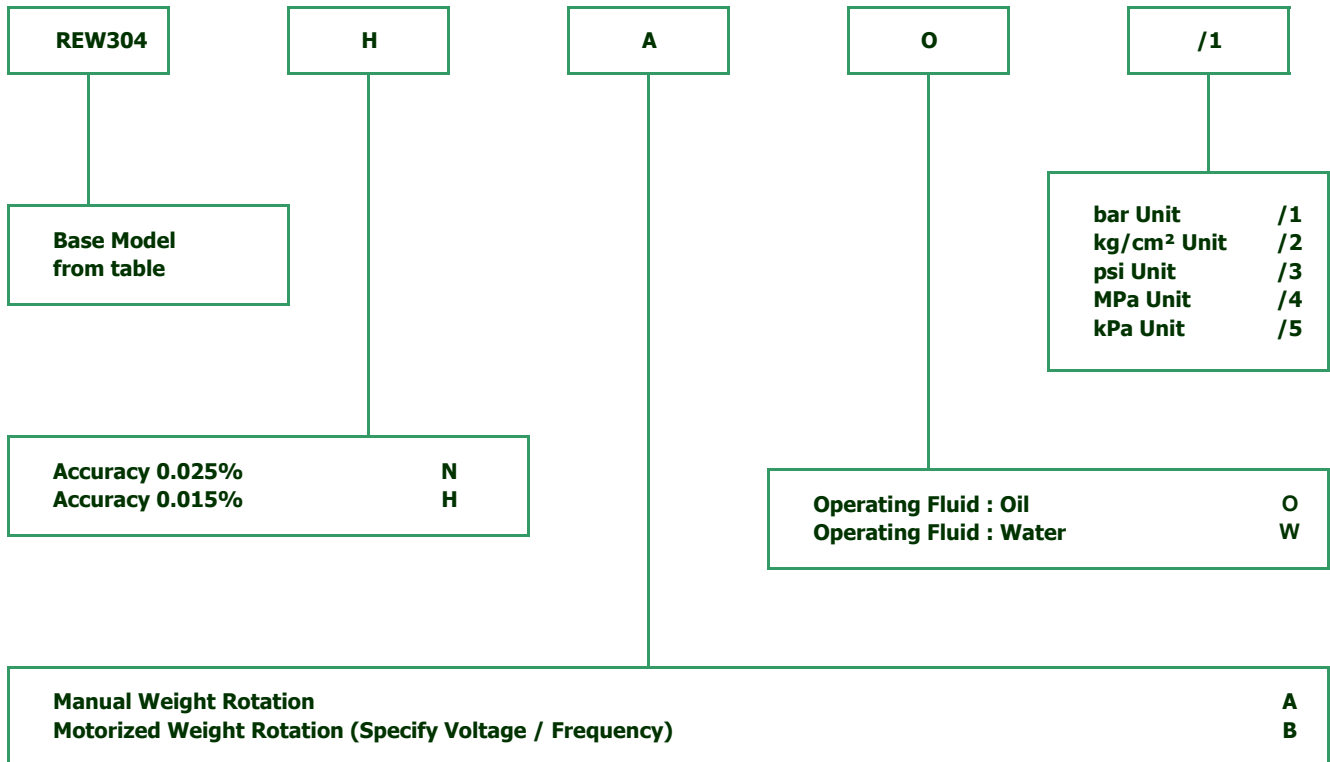 REW304 H A O /1
bar Unit /1
kg/cm² Unit /2
psi Unit /3
MPa Unit /4
kPa Unit /5
Base Model
from table
Accuracy 0.025% N
Accuracy 0.015% H
Operating Fluid : Oil O
Operating Fluid : Water W
Manual Weight Rotation A
Motorized Weight Rotation (Specify Voltage / Frequency) B